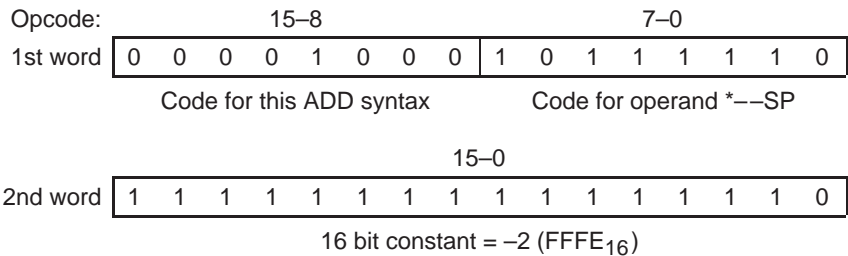 Opcode: 15–8 7–0
1st word 0 0 0 0 1 0 0 0 1 0 1 1 1 1 1 0
Code for this ADD syntax Code for operand *––SP
15–0
2nd word 1 1 1 1 1 1 1 1 1 1 1 1 1 1 1 0
16 bit constant = –2 (FFFE16)